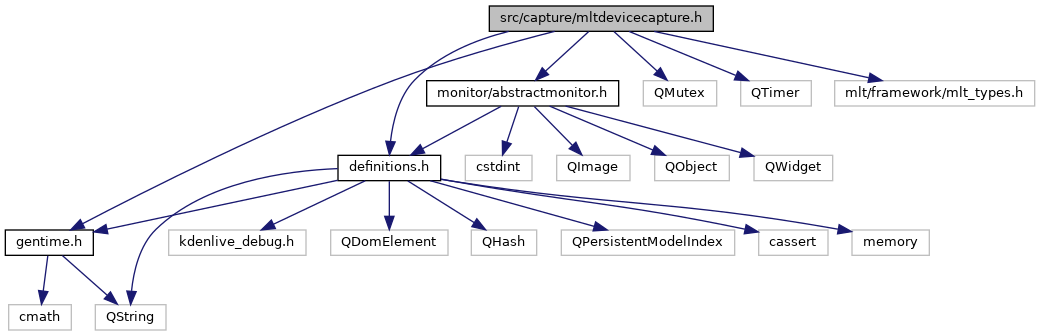 src/capture/mltdevicecapture.h
monitor/abstractmonitor.h
QMutex
QTimer
mlt/framework/mlt_types.h
definitions.h
cstdint
QImage
QObject
QWidget
gentime.h
kdenlive_debug.h
QDomElement
QHash
QPersistentModelIndex
cassert
memory
cmath
QString